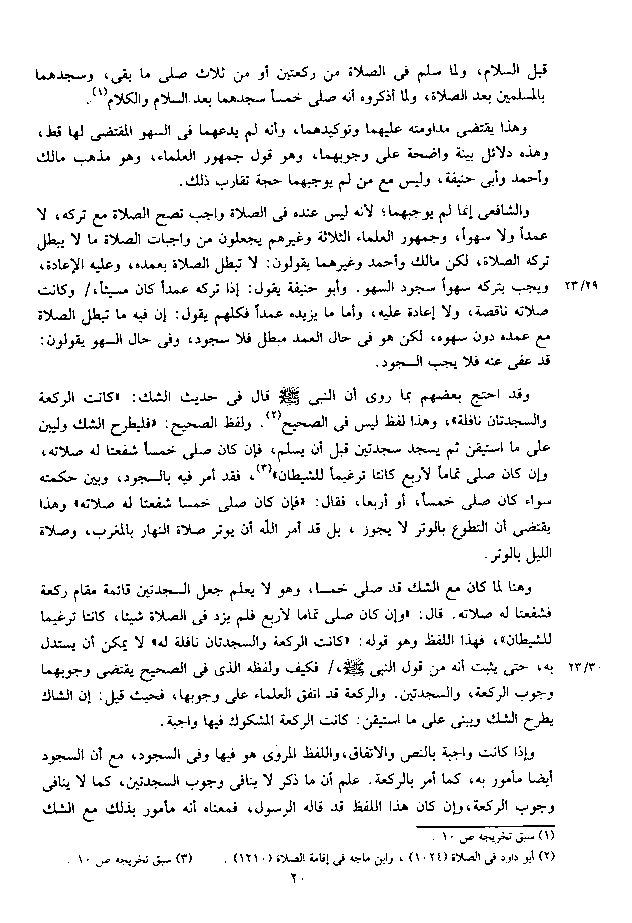 قبل السلام، ولما سلم فى الصلاة من ركعتين أو من ثلاث صلى ما بقى، وسجدهما
بالمسلمين بعد الصلاة، ولما أذكروه أنه صلى خمساً سجدهما بعد السلام والكلام(١).
وهذا يقتضى مداومته عليهما وتوكيدهما، وأنه لم يدعهما فى السهو المقتضى لها قط،
وهذه دلائل بينة واضحة على وجوبهما، وهو قول جمهور العلماء، وهو مذهب مالك
وأحمد وأبى حنيفة، وليس مع من لم يوجبهما حجة تقارب ذلك.
والشافعى إنما لم يوجبهما؛ لأنه ليس عنده فى الصلاة واجب تصح الصلاة مع تركه، لا
عمداً ولا سهواً، وجمهور العلماء الثلاثة وغيرهم يجعلون من واجبات الصلاة ما لا يبطل
تركه الصلاة، لكن مالك وأحمد وغيرهما يقولون: لا تبطل الصلاة بعمده، وعليه الإعادة،
ويجب بتركه سهواً سجود السهو. وأبو حنيفة يقول: إذا تركه عمداً كان مسيئاً،/ وكانت ٢٣/٢٩
صلاته ناقصة، ولا إعادة عليه، وأما ما يزيده عمداً فكلهم يقول: إن فيه ما تبطل الصلاة
مع عمده دون سهوه، لكن هو فى حال العمد مبطل فلا سجود، وفى حال السهو يقولون:
قد عفى عنه فلا يجب السجود.
وقد احتج بعضهم بما روى أن النبى ﷺ قال فى حديث الشك: «كانت الركعة
والسجدتان نافلة»، وهذا لفظ ليس فى الصحيح(٢). ولفظ الصحيح: «فليطرح الشك وليبن
على ما استيقن ثم يسجد سجدتين قبل أن يسلم، فإن كان صلى خمساً شفعتا له صلاته،
وإن كان صلى تماماً لأربع كانتا ترغيماً للشيطان»(٣)، فقد أمر فيه بالسجود، وبين حكمته
سواء كان صلى خمساً، أو أربعا، فقال: «فإن كان صلى خمسا شفعتا له صلاته» وهذا
يقتضى أن التطوع بالوتر لا يجوز ، بل قد أمر الله أن يوتر صلاة النهار بالمغرب، وصلاة
الليل بالوتر.
وهنا لما كان مع الشك قد صلى خمسا، وهو لا يعلم جعل السجدتين قائمة مقام ركعة
فشفعتا له صلاته. قال: «وإن كان صلى تماما لأربع فلم يزد فى الصلاة شيئا، كانتا ترغيما
للشيطان»، فهذا اللفظ وهو قوله: «كانت الركعة والسجدتان نافلة له» لا يمكن أن يستدل
به، حتى يثبت أنه من قول النبى ﷺ،/ فكيف ولفظه الذى فى الصحيح يقتضى وجوبهما ٢٣/٣٠
وجوب الركعة، والسجدتين. والركعة قد اتفق العلماء على وجوبها، فحيث قيل: إن الشاك
يطرح الشك ويبنى على ما استيقن: كانت الركعة المشكوك فيها واجبة.
وإذا كانت واجبة بالنص والاتفاق،واللفظ المروى هو فيها وفى السجود، مع أن السجود
أيضا مأمور به، كما أمر بالركعة. علم أن ما ذكر لا ينافى وجوب السجدتين، كما لا ينافى
وجوب الركعة،وإن كان هذا اللفظ قد قاله الرسول، فمعناه أنه مأمور بذلك مع الشك
(١) سبق تخريجه ص ١٠ .
(٢) أبو داود فى الصلاة (١٠٢٤) ، وابن ماجه فى إقامة الصلاة (١٢١٠) . (٣) سبق تخريجه ص ١٠ .
٢٠